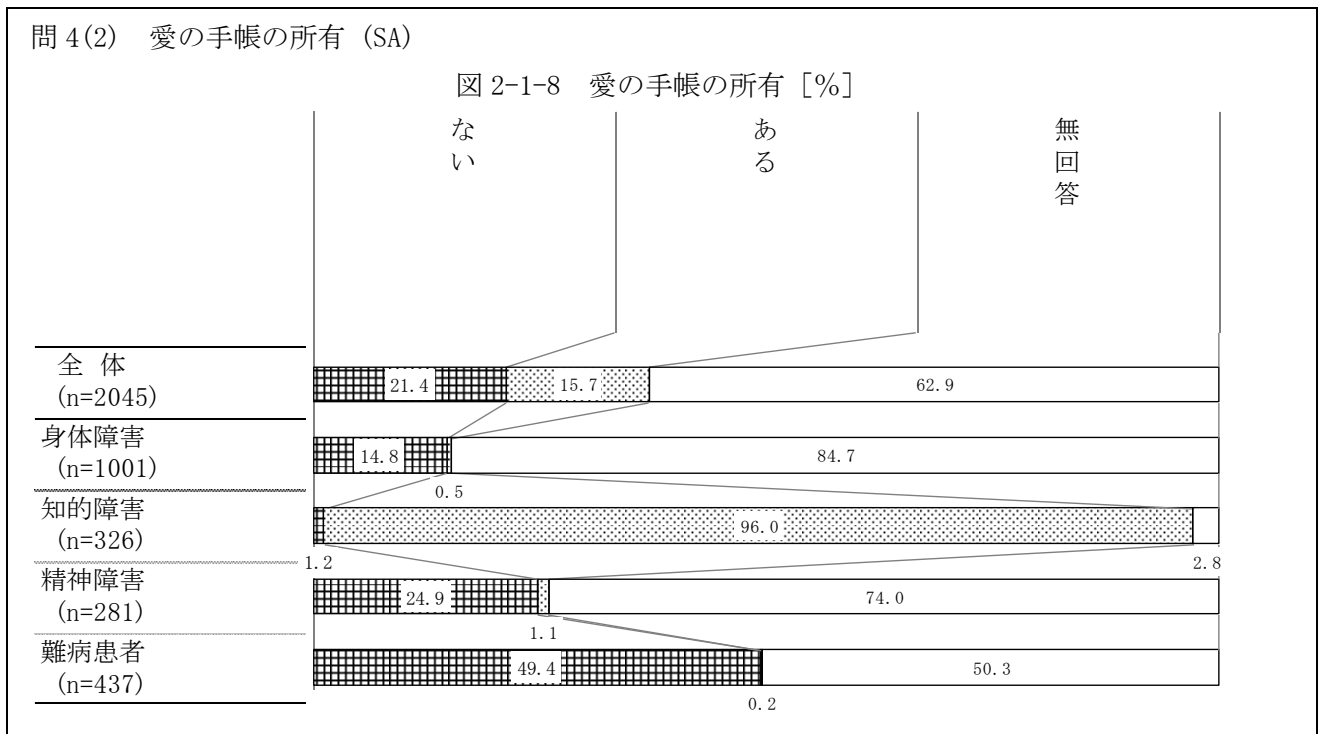 問 4(2) 愛の手帳の所有 (SA)
図 2-1-8 愛の手帳の所有［％］
ない
ある
無回答
全 体
(n=2045)
21.4
15.7
62.9
身体障害
(n=1001)
14.8
84.7
0.5
知的障害
(n=326)
96.0
1.2
2.8
精神障害
(n=281)
24.9
74.0
1.1
難病患者
(n=437)
49.4
50.3
0.2